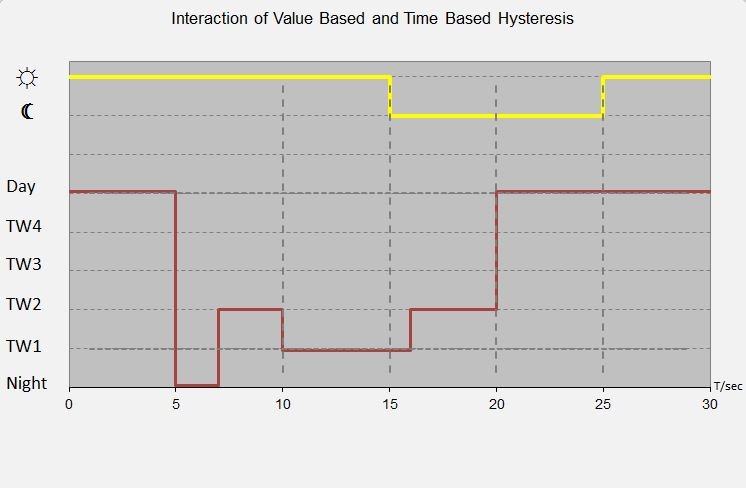 Interaction of Value Based and Time Based Hysteresis
Day
TW4
TW3
TW2
TW1
Night
0 5 10 15 20 25 30 T/sec